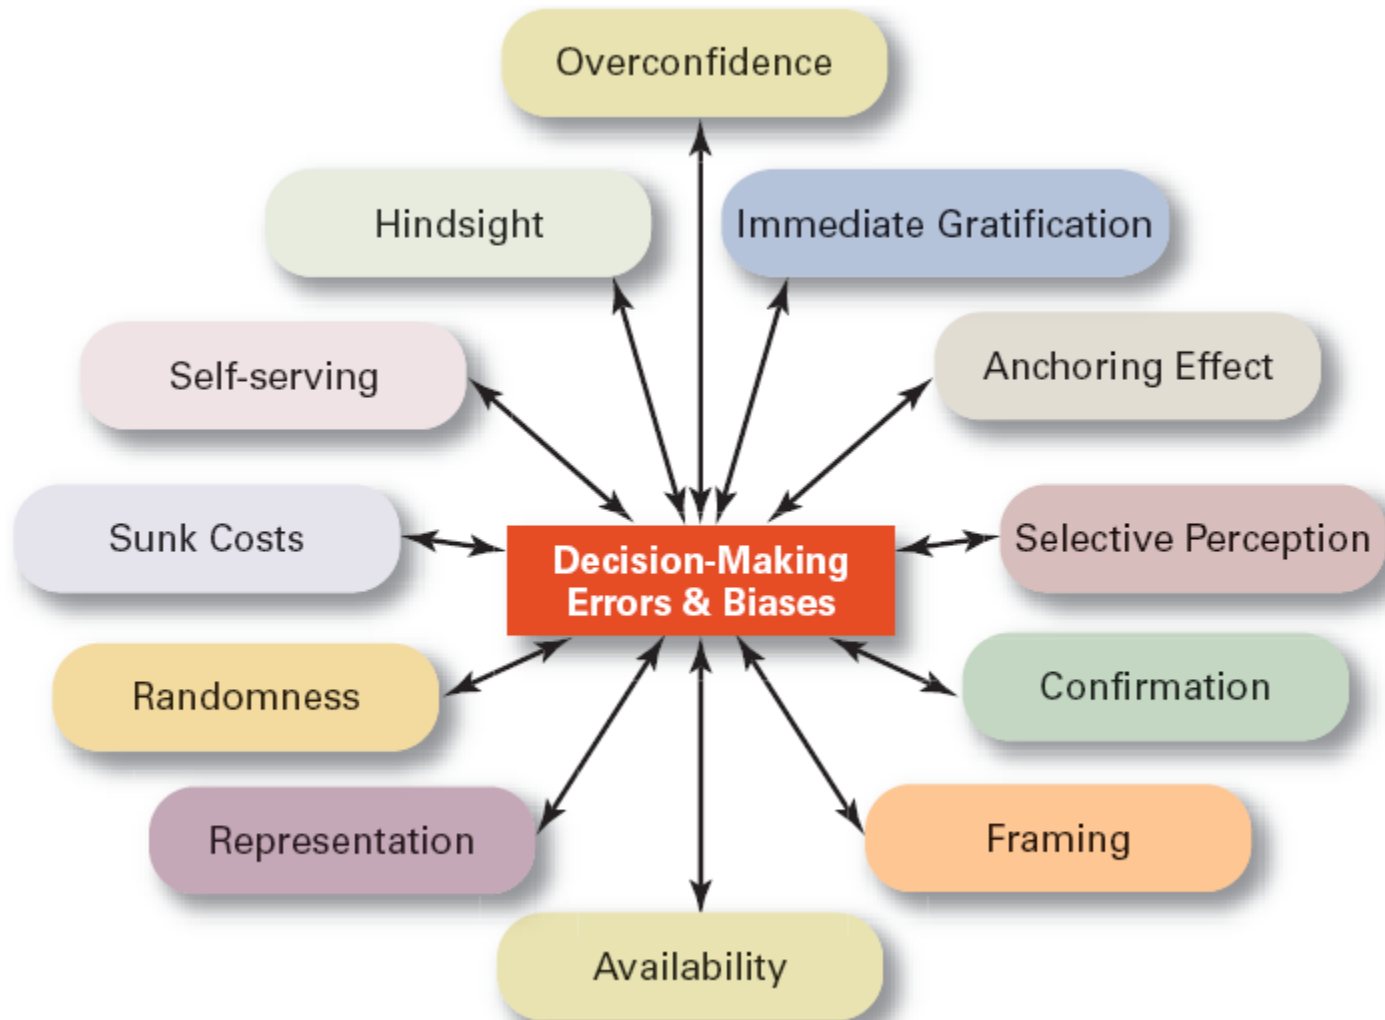 Overconfidence
Hindsight
Immediate Gratification
Self-serving
Anchoring Effect
Sunk Costs
Selective Perception
Decision-Making
Errors & Biases
Randomness
Confirmation
Representation
Framing
Availability